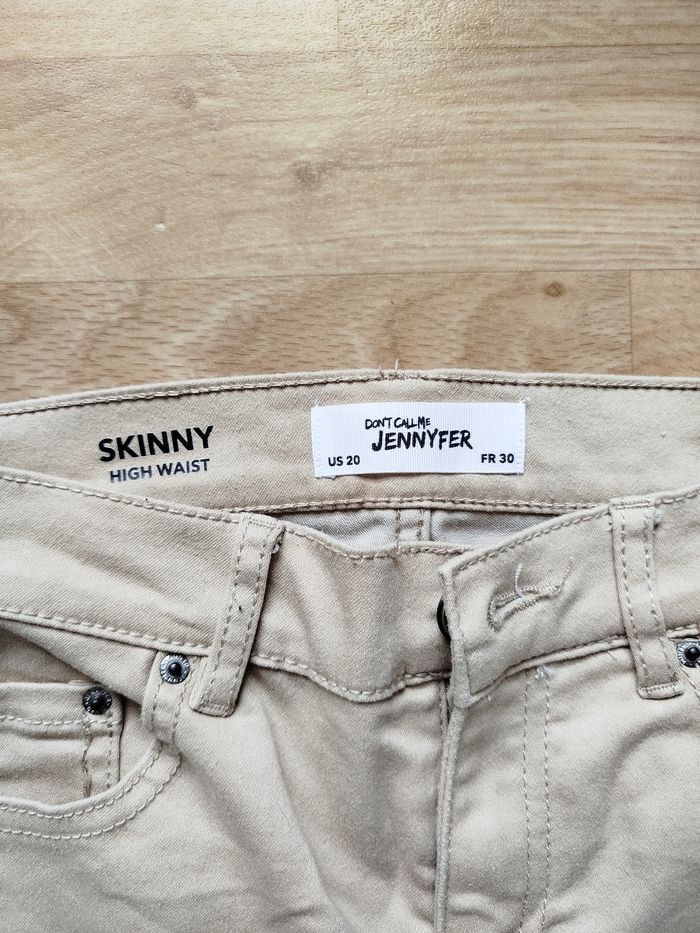 SKINNY
HIGH WAIST
DON'T CALL ME
JENNYFER
US 20
FR 30